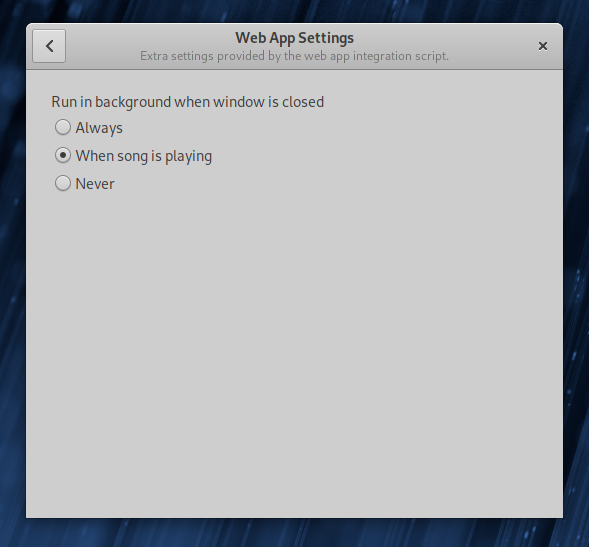 Web App Settings
Extra settings provided by the web app integration script.
Run in background when window is closed
Always
When song is playing
Never